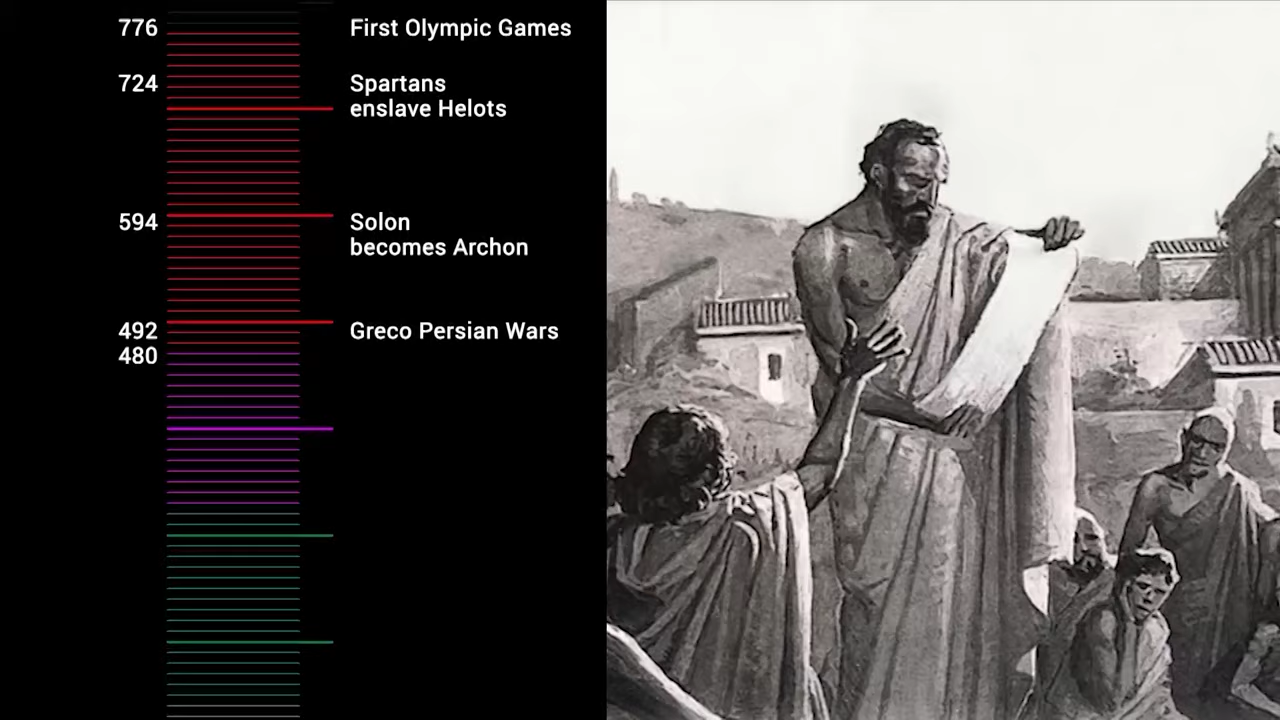 776 First Olympic Games
724 Spartans
enslave Helots
594 Solon
becomes Archon
492 Greco Persian Wars
480